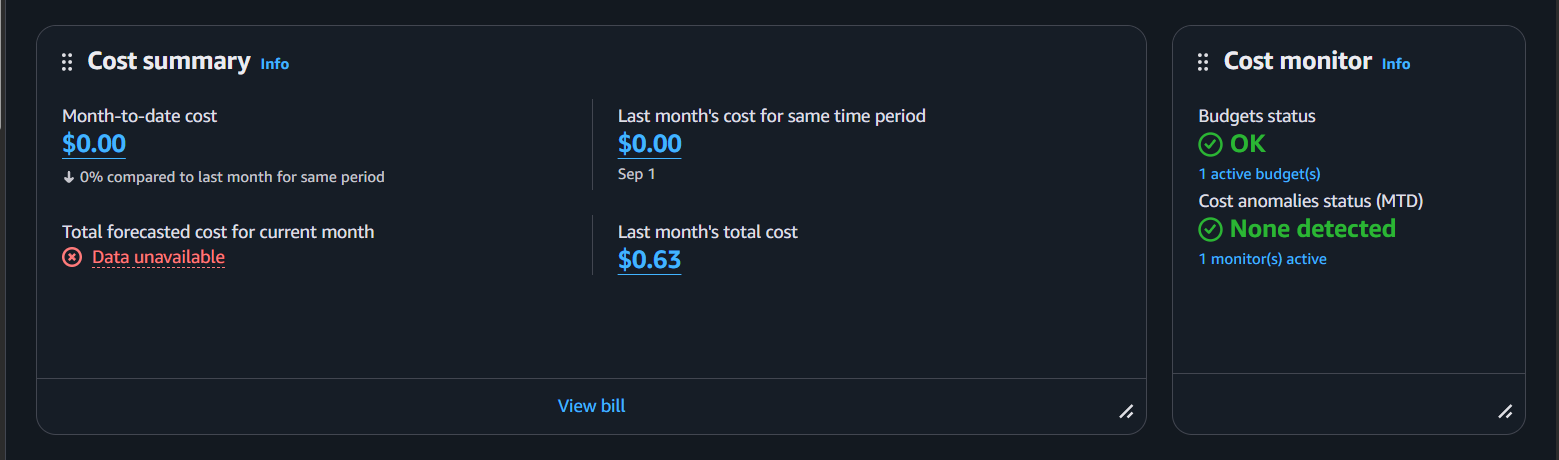 Cost summary Info
Month-to-date cost
$0.00
0% compared to last month for same period
Last month's cost for same time period
$0.00
Sep 1
Total forecasted cost for current month
Data unavailable
Last month's total cost
$0.63
View bill
Cost monitor Info
Budgets status
OK
1 active budget(s)
Cost anomalies status (MTD)
None detected
1 monitor(s) active